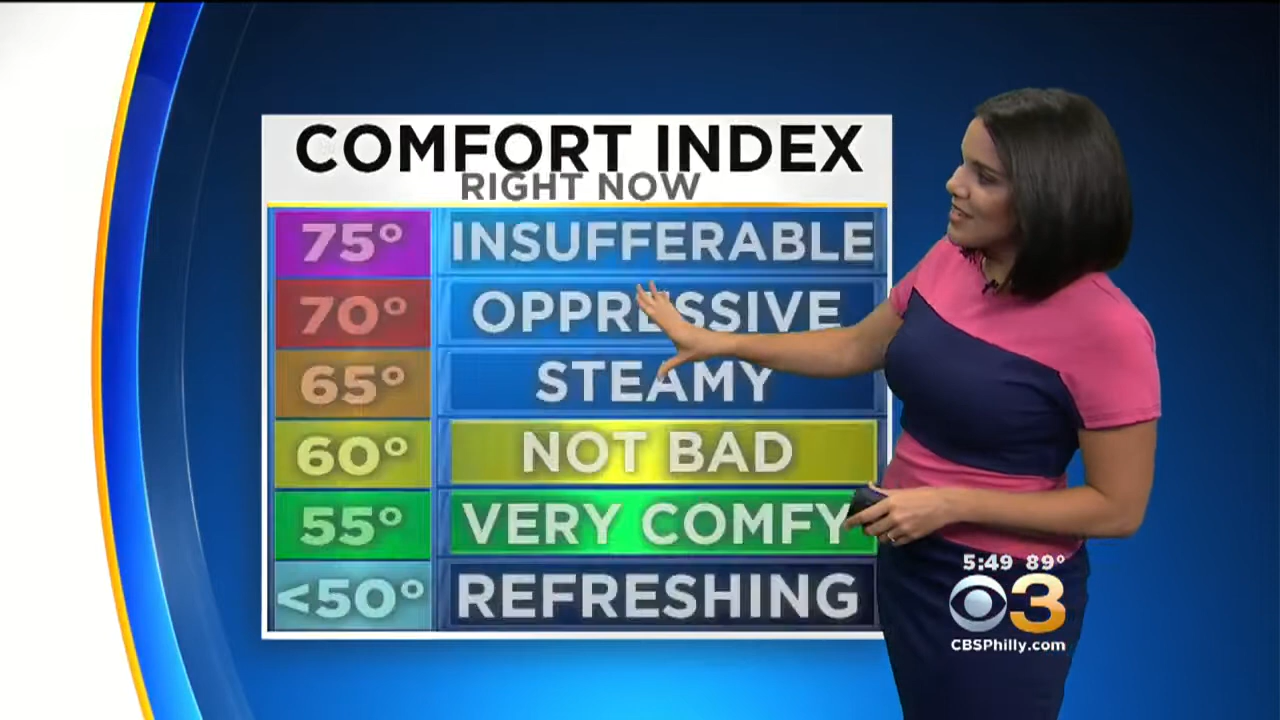 COMFORT INDEX
RIGHT NOW
75° INSUFFERABLE
70° OPPRESSIVE
65° STEAMY
60° NOT BAD
55° VERY COMFY
<50° REFRESHING
5:49 89°
3
CBSPhilly.com